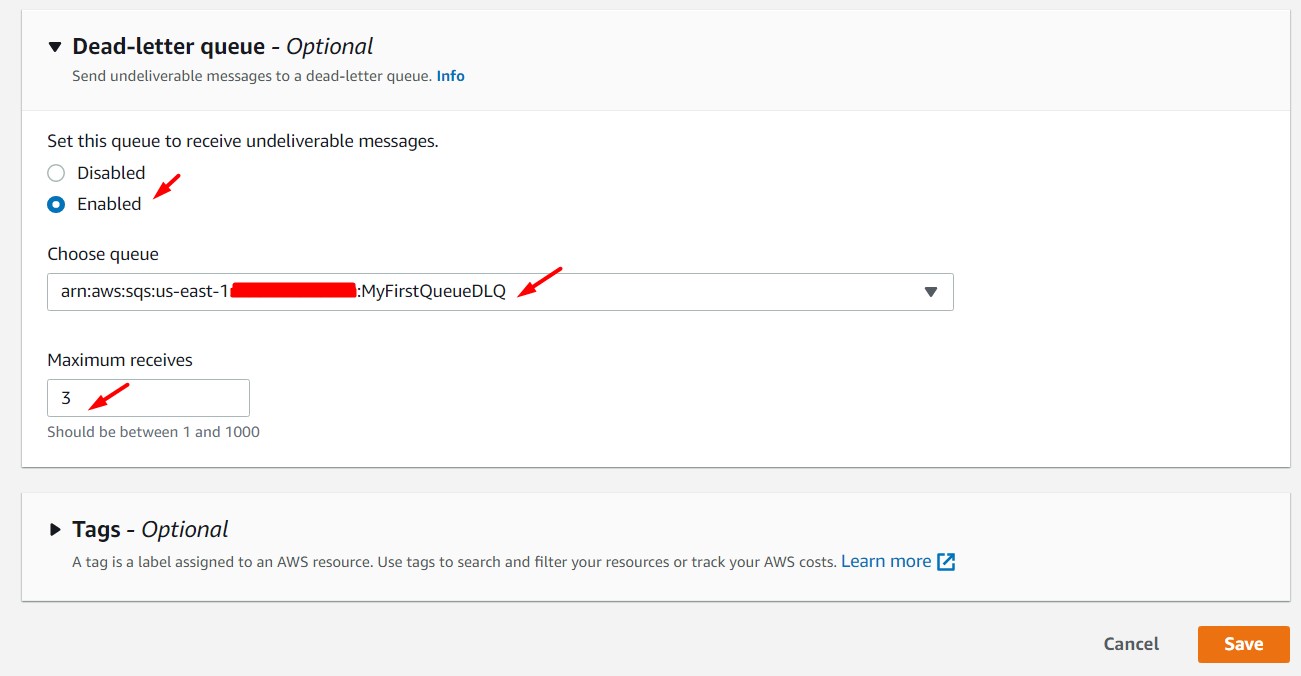 Dead-letter queue - Optional
Send undeliverable messages to a dead-letter queue. Info
Set this queue to receive undeliverable messages.
Disabled
Enabled
Choose queue
arn:aws:sqs:us-east-1 :MyFirstQueueDLQ
Maximum receives
3
Should be between 1 and 1000
Tags - Optional
A tag is a label assigned to an AWS resource. Use tags to search and filter your resources or track your AWS costs. Learn more
Cancel Save